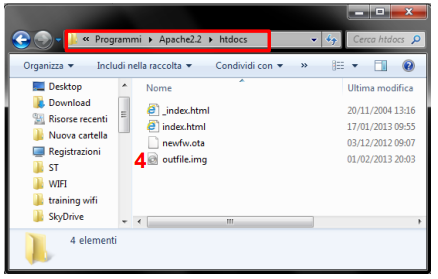 « Programmi ▸ Apache2.2 ▸ htdocs
Cerca htdocs
Organizza ▾ Includi nella raccolta ▾ Condividi con ▾ »
Desktop
Download
Risorse recenti
Nuova cartella
Registrazioni
ST
WIFI
training wifi
SkyDrive
Nome Ultima modifica
_index.html 20/11/2004 13:16
index.html 17/01/2013 09:55
newfw.ota 03/12/2012 09:07
4 outfile.img 01/02/2013 20:03
4 elementi